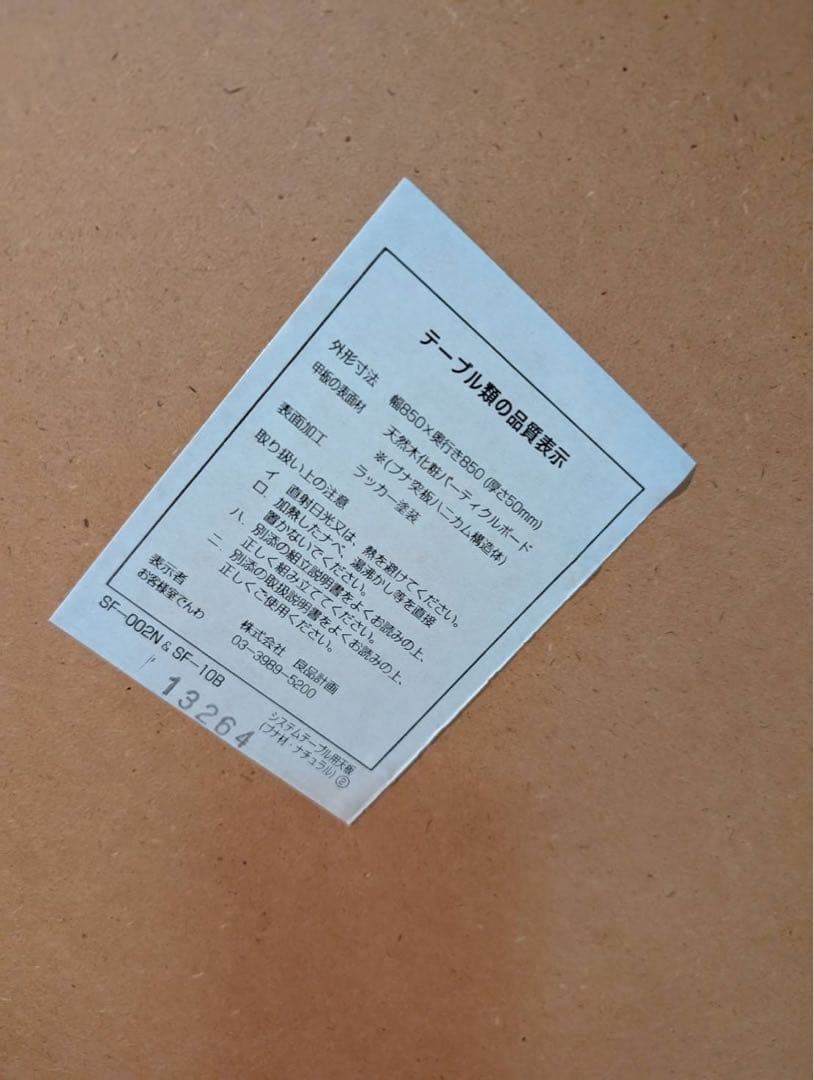 テーブル類の品質表示
外形寸法 幅850×奥行き850(厚さ50mm)
甲板の表面材 天然木化粧パーティクルボード
※(ブナ突板ハニカム構造体)
表面加工 ラッカー塗装
取り扱い上の注意
イ 直射日光又は、熱を避けてください。
ロ. 加熱したナベ、湯沸かし等を直接
置かないでください。
ハ. 別添の組立説明書をよくお読みの上、
正しく組み立ててください。
ニ. 別添の取扱説明書をよくお読みの上、
正しくご使用ください。
表示者 株式会社 良品計画
お客様室でんわ 03-3989-5200
SF-002N & SF-10B システムテーブル用天板
(ブナ材・ナチュラル) ②
13264